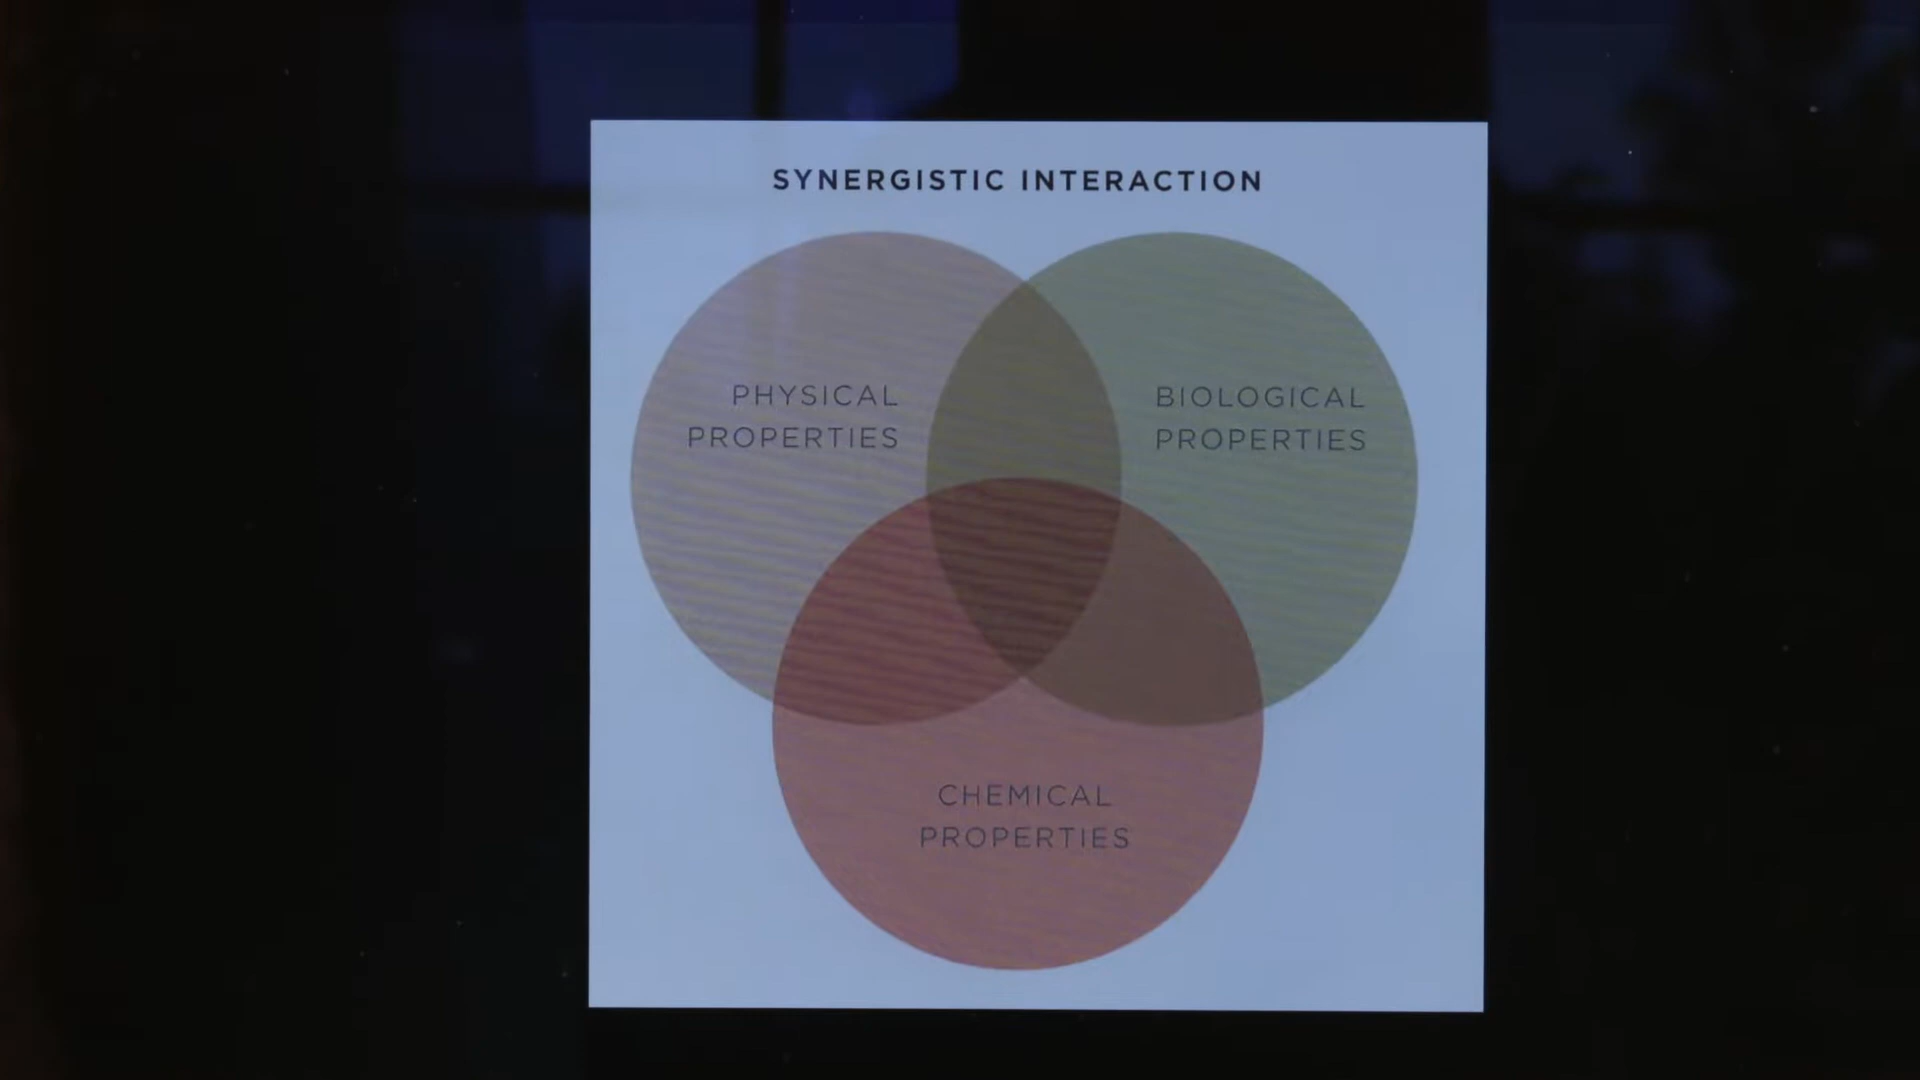 SYNERGISTIC INTERACTION
PHYSICAL
PROPERTIES
BIOLOGICAL
PROPERTIES
CHEMICAL
PROPERTIES